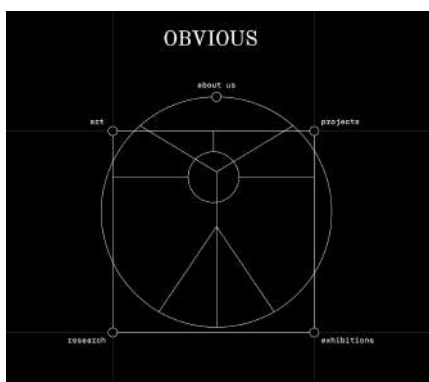 OBVIOUS
about us
art
projects
research
exhibitions